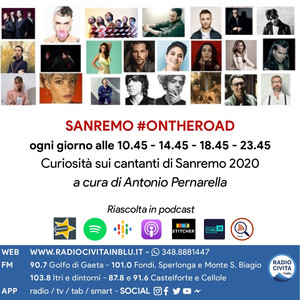 SANREMO #ONTHEROAD
ogni giorno alle 10.45 - 14.45 - 18.45 - 23.45
Curiosità sui cantanti di Sanremo 2020
a cura di Antonio Pernarella
Riascolta in podcast
STITCHER
WEB WWW.RADIOCIVITAINBLU.IT - 348.8881447
FM 90.7 Golfo di Gaeta - 101.0 Fondi, Sperlonga e Monte S. Biagio
103.8 Itri e dintorni - 87.8 e 91.6 Castelforte e Cellole
APP radio / tv / tab / smart - SOCIAL
RADIO
CIVITA